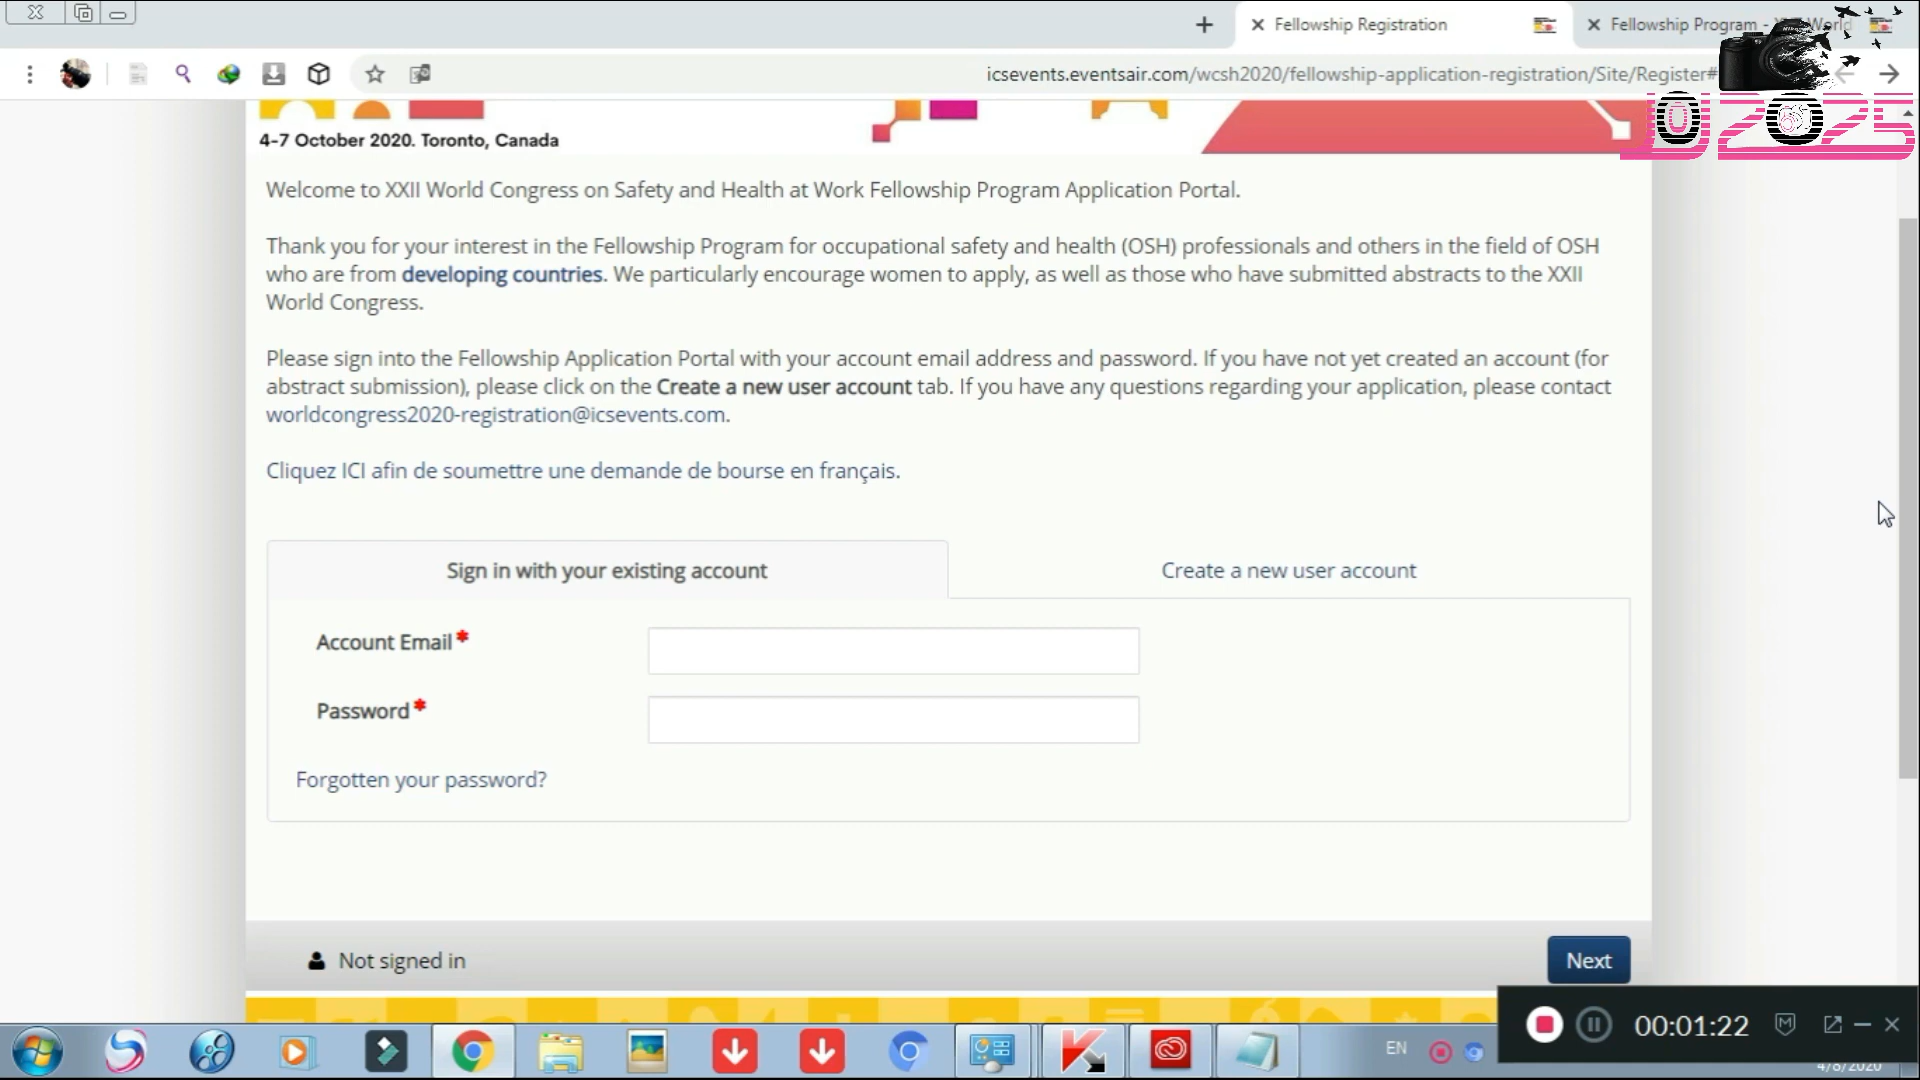 Fellowship Registration
Fellowship Program - World
icsevents.eventsair.com/wcsh2020/fellowship-application-registration/Site/Register#
2025
4-7 October 2020. Toronto, Canada
Welcome to XXII World Congress on Safety and Health at Work Fellowship Program Application Portal.
Thank you for your interest in the Fellowship Program for occupational safety and health (OSH) professionals and others in the field of OSH
who are from developing countries. We particularly encourage women to apply, as well as those who have submitted abstracts to the XXII
World Congress.
Please sign into the Fellowship Application Portal with your account email address and password. If you have not yet created an account (for
abstract submission), please click on the Create a new user account tab. If you have any questions regarding your application, please contact
worldcongress2020-registration@icsevents.com.
Cliquez ICI afin de soumettre une demande de bourse en français.
Sign in with your existing account
Create a new user account
Account Email *
Password *
Forgotten your password?
Not signed in
Next
00:01:22
EN
4/8/2020